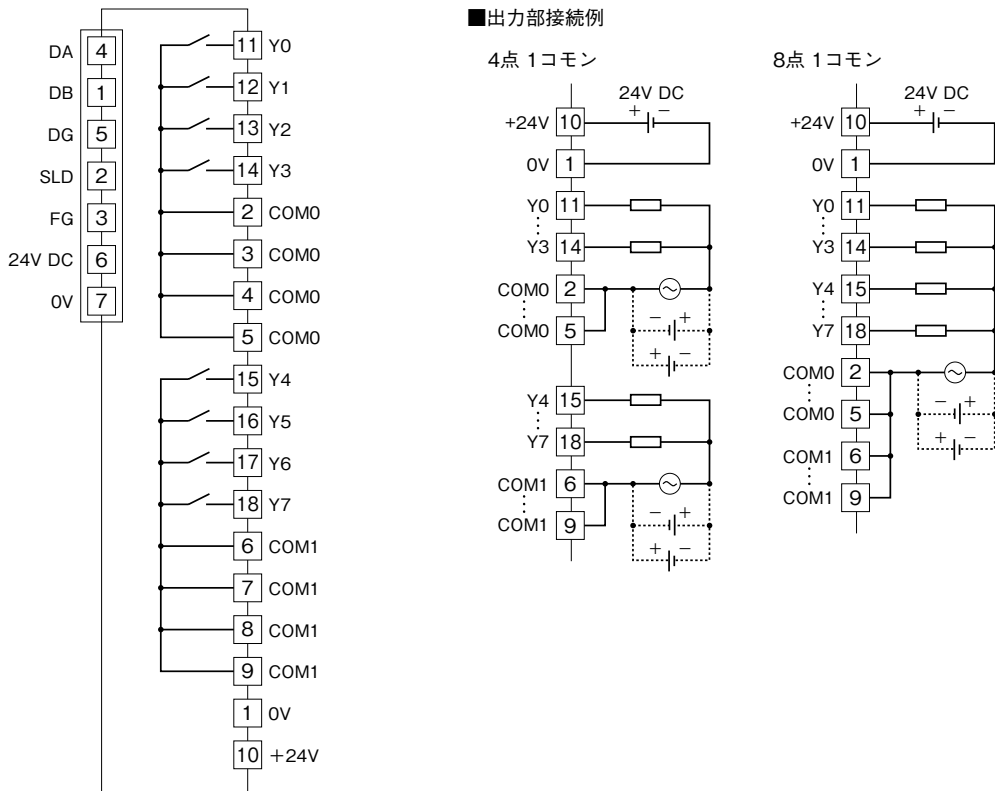 DA 4
DB 1
DG 5
SLD 2
FG 3
24V DC 6
0V 7
11 Y0
12 Y1
13 Y2
14 Y3
2 COM0
3 COM0
4 COM0
5 COM0
15 Y4
16 Y5
17 Y6
18 Y7
6 COM1
7 COM1
8 COM1
9 COM1
1 0V
10 +24V
■出力部接続例
4点 1コモン
24V DC
+ −
+24V 10
0V 1
Y0 11
Y3 14
COM0 2
− +
COM0 5
+ −
Y4 15
Y7 18
COM1 6
− +
COM1 9
+ −
8点 1コモン
24V DC
+ −
+24V 10
0V 1
Y0 11
Y3 14
Y4 15
Y7 18
COM0 2
− +
COM0 5
+ −
COM1 6
COM1 9